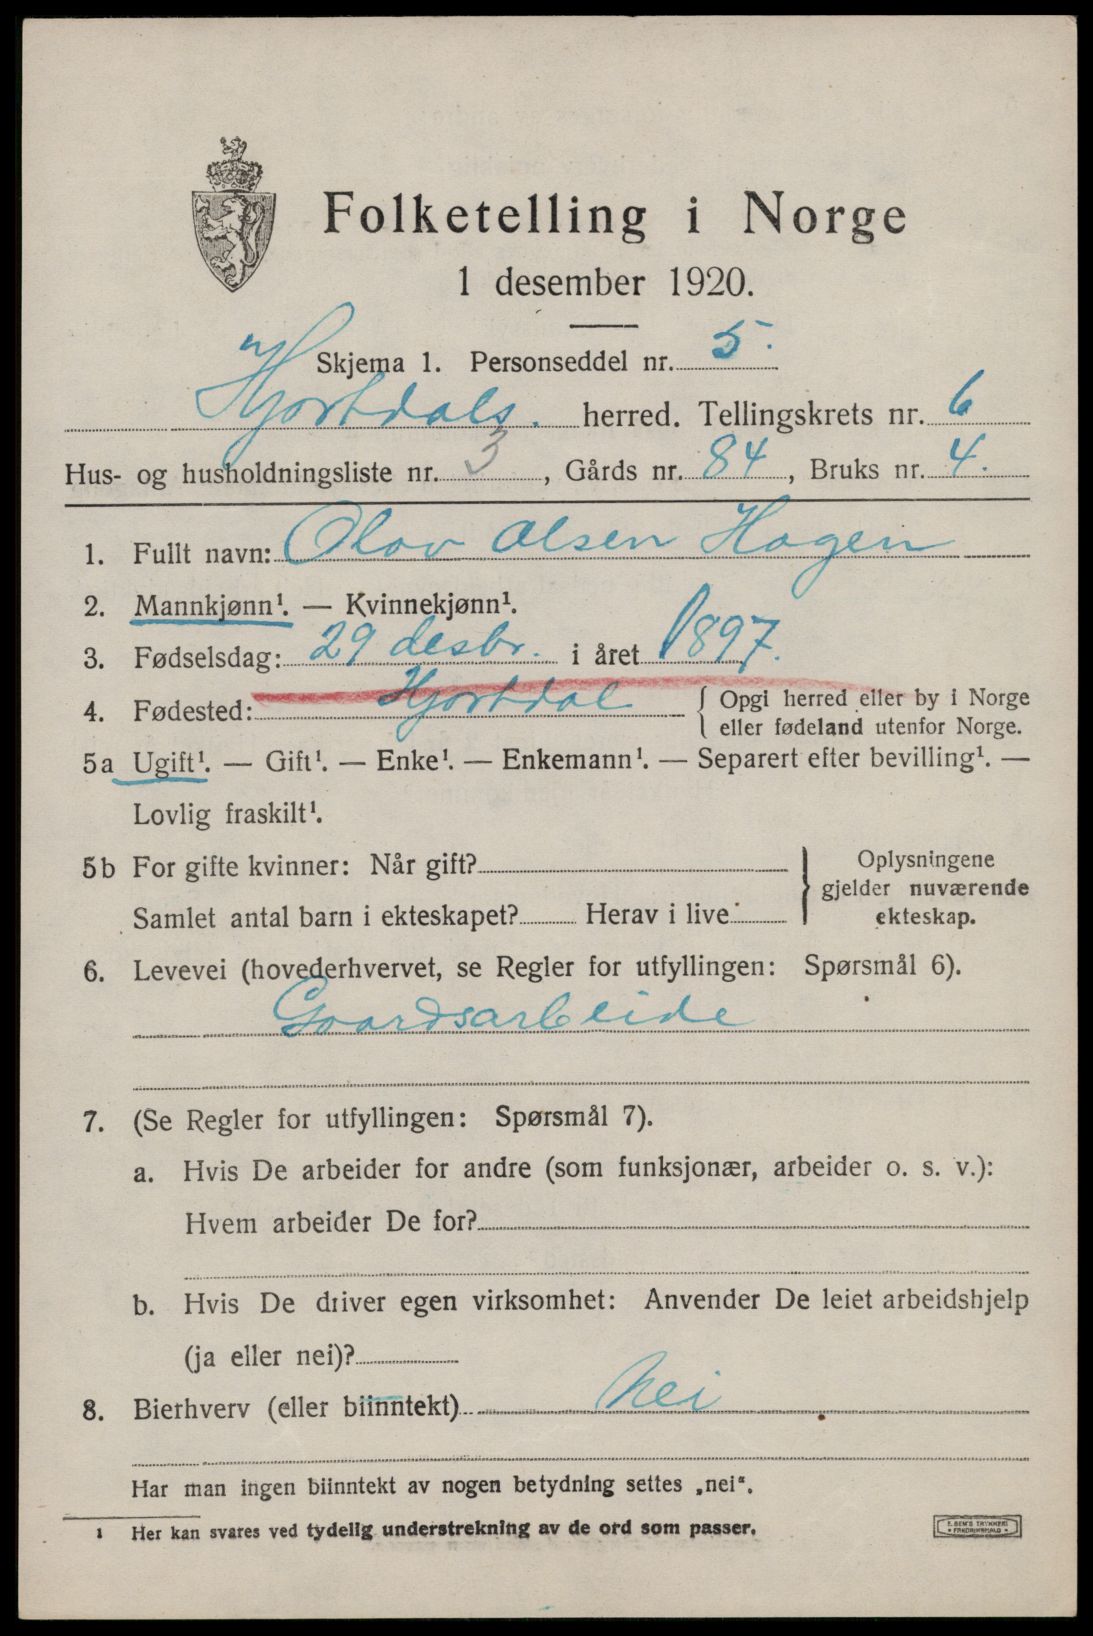 Folketelling i Norge
1 desember 1920.
Skjema 1. Personseddel nr. 5.
Hjortdals. herred. Tellingskrets nr. 6
Hus- og husholdningsliste nr. 3, Gårds nr. 84, Bruks nr. 4.
1. Fullt navn: Olav Olsen Hagen
2. Mannkjønn¹. — Kvinnekjønn¹.
3. Fødselsdag: 29 desbr. i året 1897.
4. Fødested: Hjortdal { Opgi herred eller by i Norge
eller fødeland utenfor Norge.
5a Ugift¹. — Gift¹. — Enke¹. — Enkemann¹. — Separert efter bevilling¹. —
Lovlig fraskilt¹.
5b For gifte kvinner: Når gift?
Samlet antal barn i ekteskapet? Herav i live
} Oplysningene
gjelder nuværende
ekteskap.
6. Levevei (hovederhvervet, se Regler for utfyllingen: Spørsmål 6).
Gaardsarbeide
7. (Se Regler for utfyllingen: Spørsmål 7).
a. Hvis De arbeider for andre (som funksjonær, arbeider o. s. v.):
Hvem arbeider De for?
b. Hvis De driver egen virksomhet: Anvender De leiet arbeidshjelp
(ja eller nei)?
8. Bierhverv (eller biinntekt) Nei
Har man ingen biinntekt av nogen betydning settes „nei“.
¹ Her kan svares ved tydelig understrekning av de ord som passer.
E. SEM'S TRYKKERI
• FREDRIKSHALD •